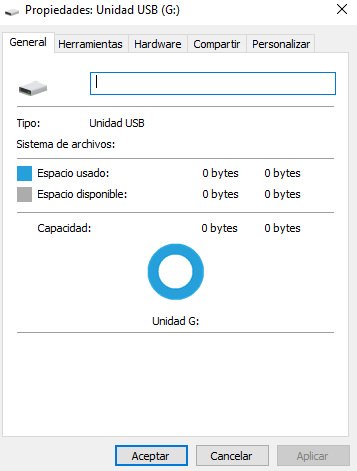 Propiedades: Unidad USB (G:)
General Herramientas Hardware Compartir Personalizar
Tipo: Unidad USB
Sistema de archivos:
Espacio usado: 0 bytes 0 bytes
Espacio disponible: 0 bytes 0 bytes
Capacidad: 0 bytes 0 bytes
Unidad G:
Aceptar Cancelar Aplicar